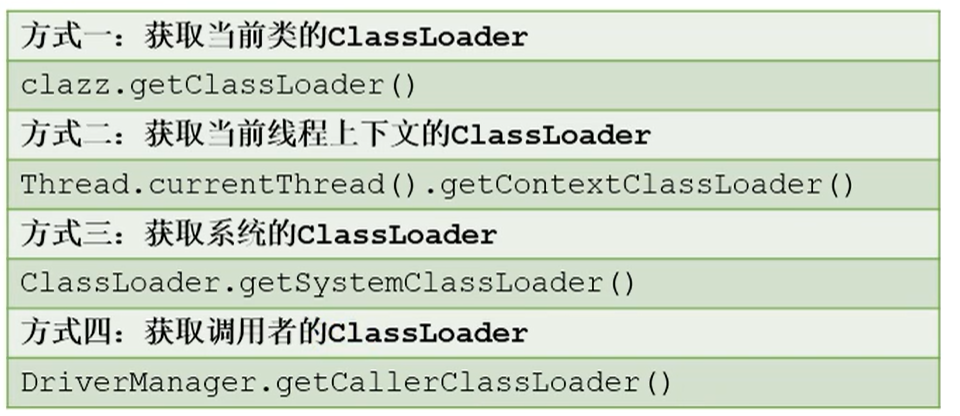 方式一：获取当前类的ClassLoader
clazz.getClassLoader()
方式二：获取当前线程上下文的ClassLoader
Thread.currentThread().getContextClassLoader()
方式三：获取系统的ClassLoader
ClassLoader.getSystemClassLoader()
方式四：获取调用者的ClassLoader
DriverManager.getCallerClassLoader()